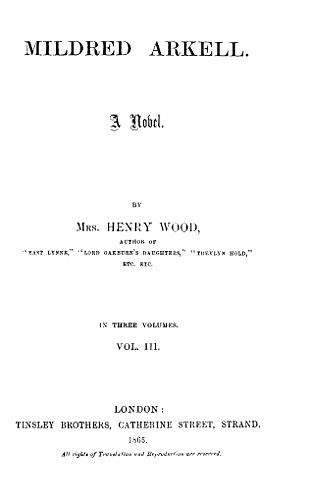 MILDRED ARKELL.
A Novel.
BY
MRS. HENRY WOOD,
AUTHOR OF
"EAST LYNNE," "LORD OAKBURN'S DAUGHTERS," "TREVLYN HOLD,"
ETC. ETC.
IN THREE VOLUMES.
VOL. III.
LONDON:
TINSLEY BROTHERS, CATHERINE STREET, STRAND.
1865.
All rights of Translation and Reproduction are reserved.